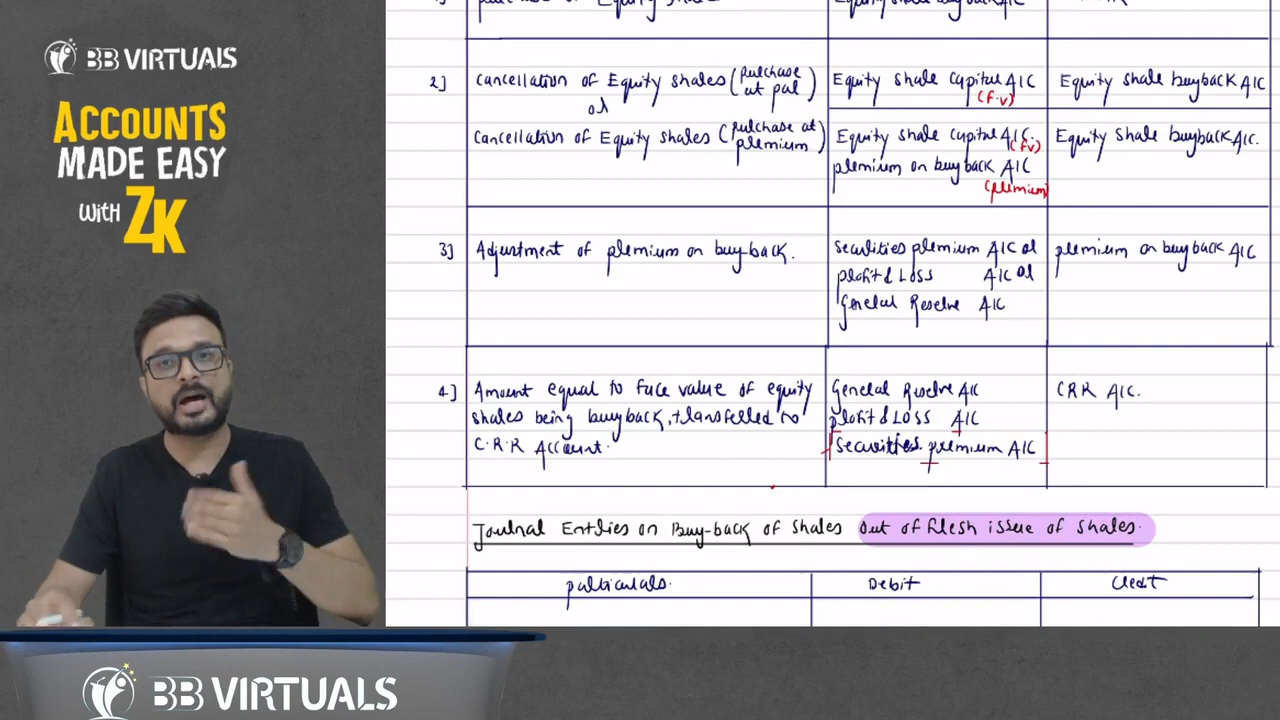 BB VIRTUALS
ACCOUNTS
MADE EASY
with ZK
2] Cancellation of Equity shares (purchase at par) Equity share capital A/C (F.V) Equity share buyback A/C
or
Cancellation of Equity shares (purchase at premium) Equity share capital A/C. (FV) Equity share buyback A/C.
premium on buyback A/C (premium)
3] Adjustment of premium on buy-back. Securities premium A/C or premium on buyback A/C
profit & Loss A/C or
General Reserve A/C
4] Amount equal to face value of equity General Reserve A/C CRR A/C.
shares being buyback, transferred to profit & Loss A/C
C.R.R Account. Securities premium A/C
Journal Entries on Buy-back of shares out of fresh issue of shares.
particulars. Debit Credit
BB VIRTUALS